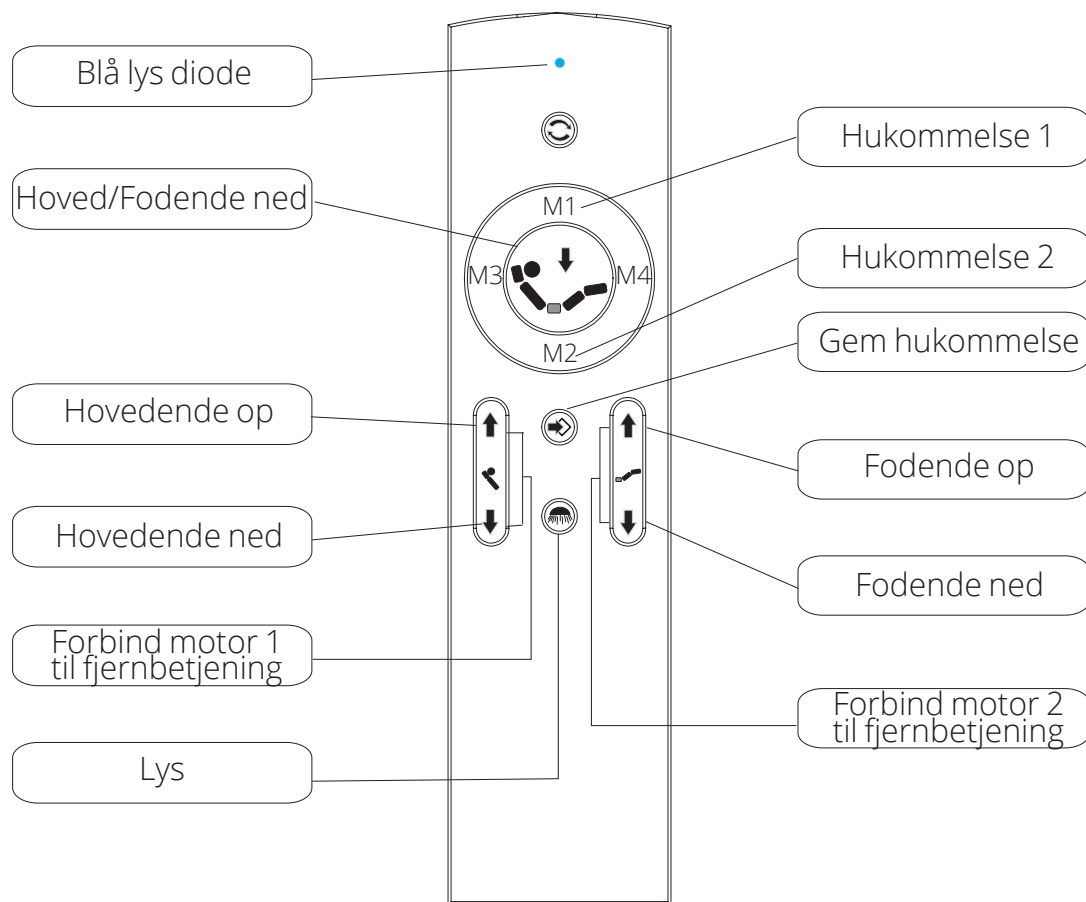 Blå lys diode
Hoved/Fodende ned
Hovedende op
Hovedende ned
Forbind motor 1
til fjernbetjening
Lys
M1
M3
M4
M2
Hukommelse 1
Hukommelse 2
Gem hukommelse
Fodende op
Fodende ned
Forbind motor 2
til fjernbetjening